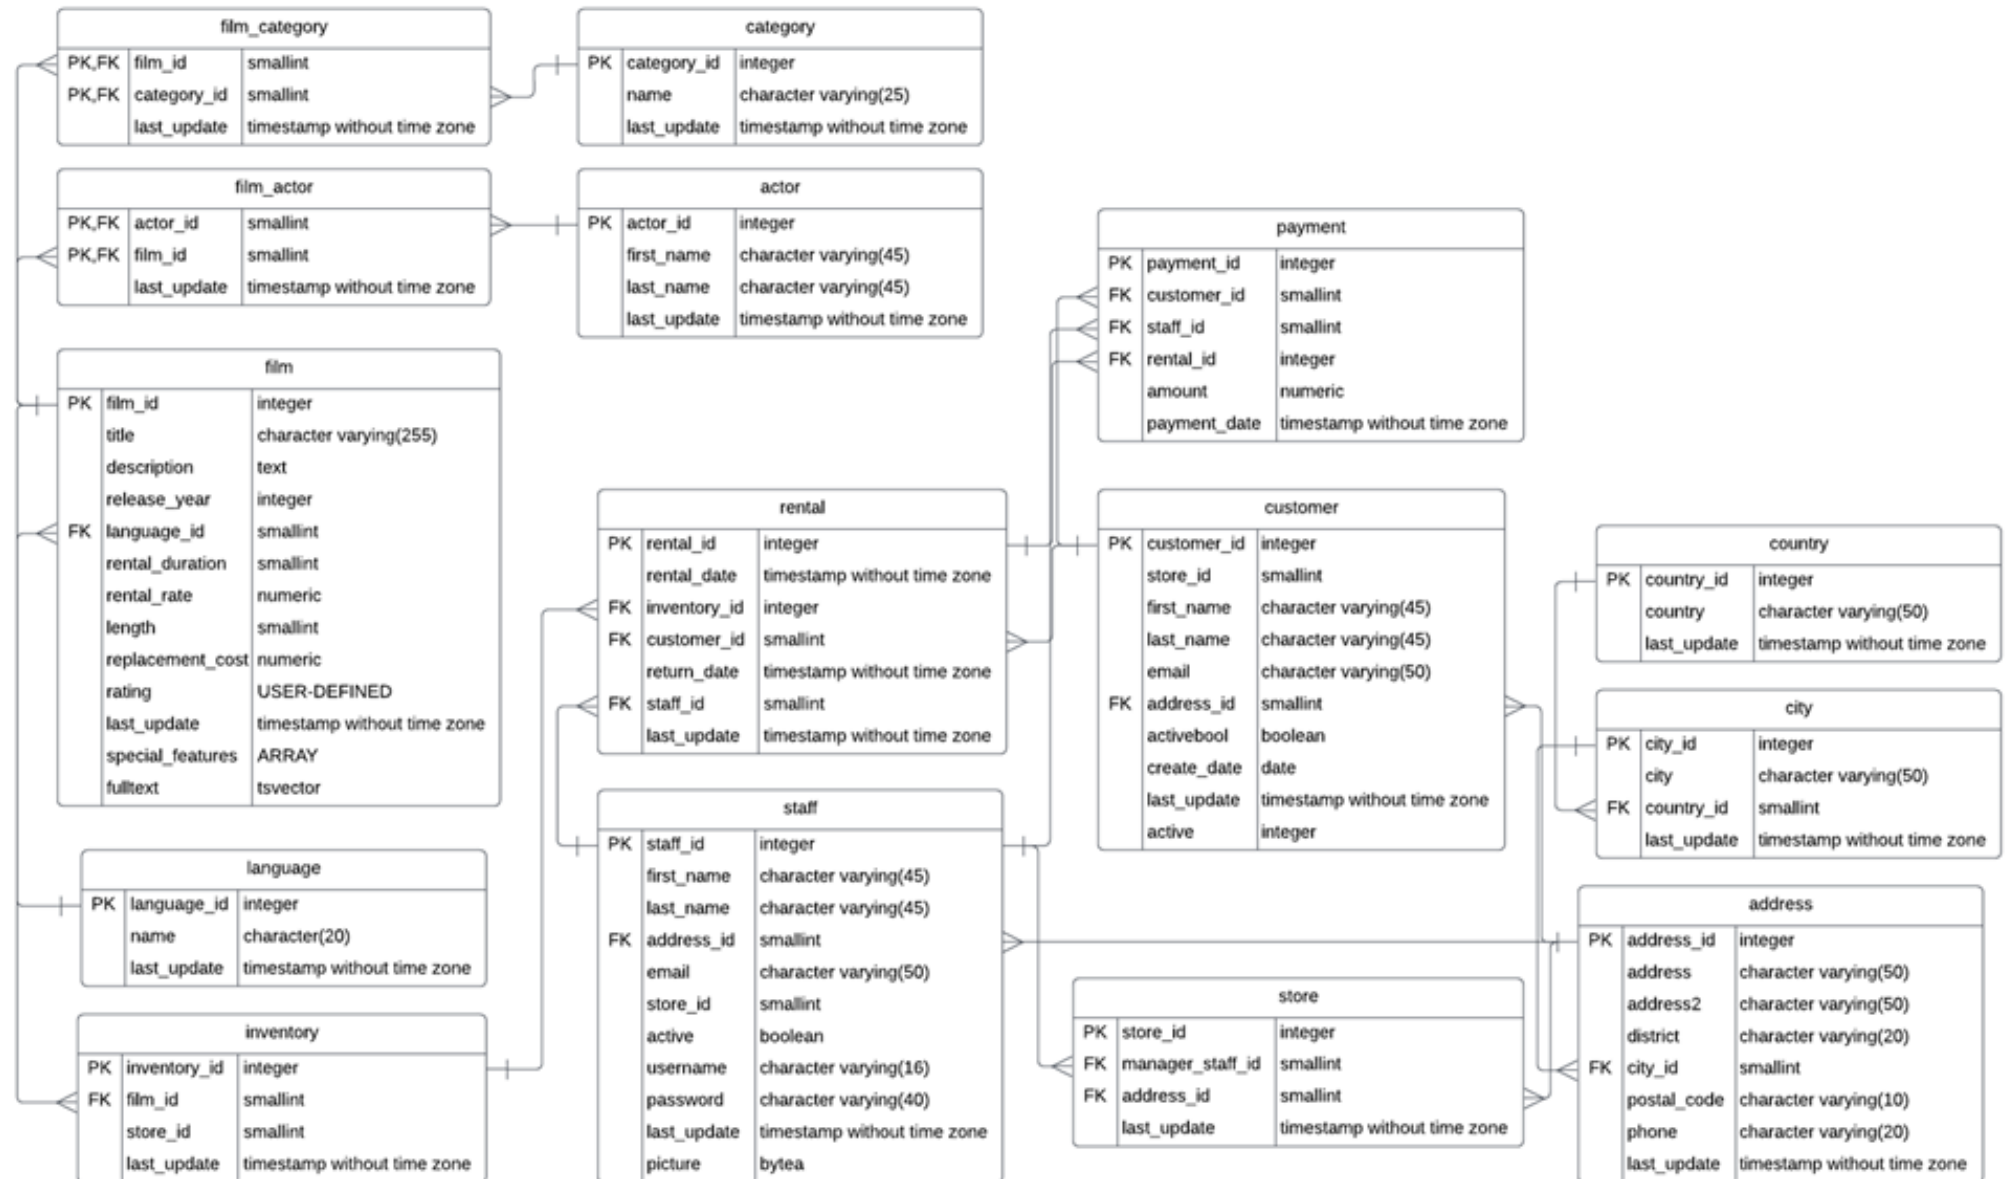 film_category
PK,FK film_id smallint
PK,FK category_id smallint
last_update timestamp without time zone
category
PK category_id integer
name character varying(25)
last_update timestamp without time zone
film_actor
PK,FK actor_id smallint
PK,FK film_id smallint
last_update timestamp without time zone
actor
PK actor_id integer
first_name character varying(45)
last_name character varying(45)
last_update timestamp without time zone
payment
PK payment_id integer
FK customer_id smallint
FK staff_id smallint
FK rental_id integer
amount numeric
payment_date timestamp without time zone
film
PK film_id integer
title character varying(255)
description text
release_year integer
FK language_id smallint
rental_duration smallint
rental_rate numeric
length smallint
replacement_cost numeric
rating USER-DEFINED
last_update timestamp without time zone
special_features ARRAY
fulltext tsvector
rental
PK rental_id integer
rental_date timestamp without time zone
FK inventory_id integer
FK customer_id smallint
return_date timestamp without time zone
FK staff_id smallint
last_update timestamp without time zone
customer
PK customer_id integer
store_id smallint
first_name character varying(45)
last_name character varying(45)
email character varying(50)
FK address_id smallint
activebool boolean
create_date date
last_update timestamp without time zone
active integer
country
PK country_id integer
country character varying(50)
last_update timestamp without time zone
city
PK city_id integer
city character varying(50)
FK country_id smallint
last_update timestamp without time zone
language
PK language_id integer
name character(20)
last_update timestamp without time zone
staff
PK staff_id integer
first_name character varying(45)
last_name character varying(45)
FK address_id smallint
email character varying(50)
store_id smallint
active boolean
username character varying(16)
password character varying(40)
last_update timestamp without time zone
picture bytea
address
PK address_id integer
address character varying(50)
address2 character varying(50)
district character varying(20)
FK city_id smallint
postal_code character varying(10)
phone character varying(20)
last_update timestamp without time zone
store
PK store_id integer
FK manager_staff_id smallint
FK address_id smallint
last_update timestamp without time zone
inventory
PK inventory_id integer
FK film_id smallint
store_id smallint
last_update timestamp without time zone